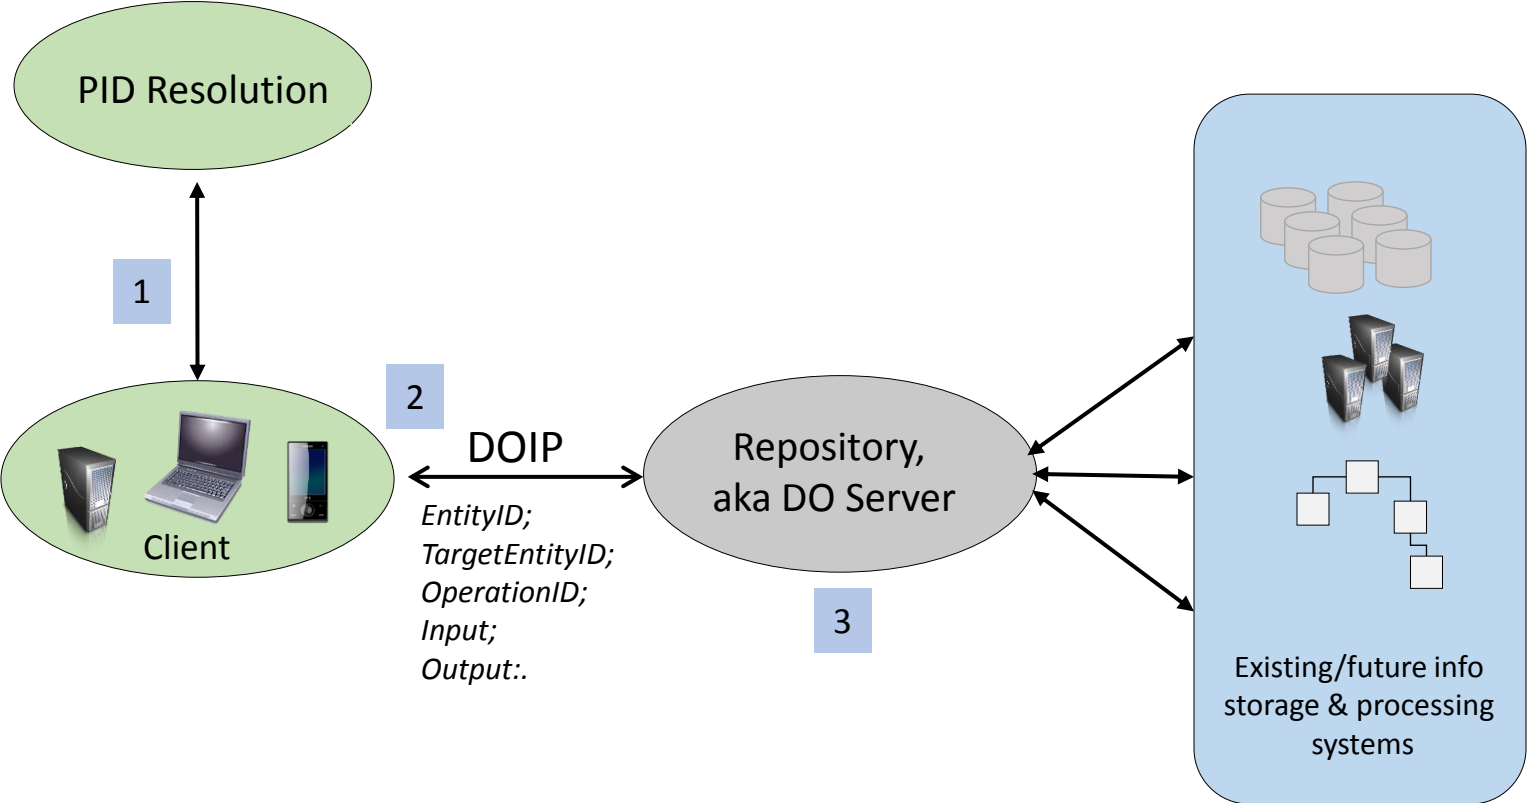 PID Resolution
1
2
DOIP
Client
EntityID;
TargetEntityID;
OperationID;
Input;
Output:.
Repository,
aka DO Server
3
Existing/future info
storage & processing
systems